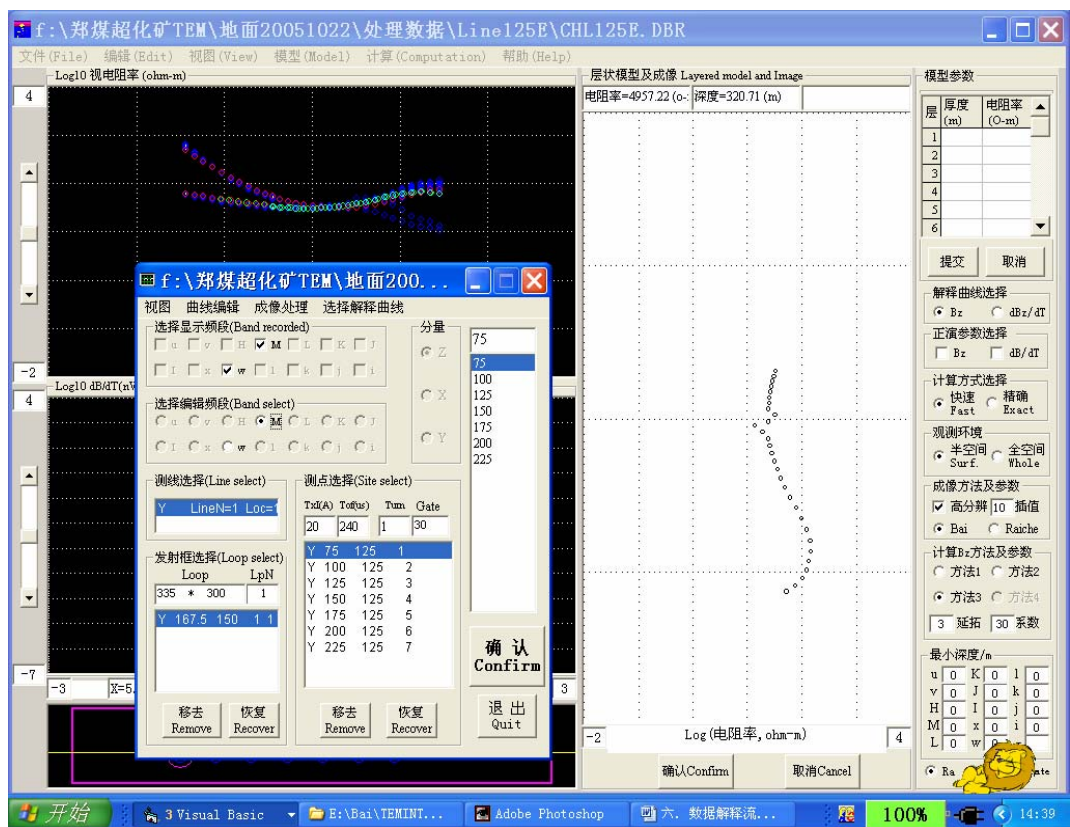 f:\郑煤超化矿TEM\地面20051022\处理数据\Line125E\CHL125E.DBR
文件(File) 编辑(Edit) 视图(View) 模型(Model) 计算(Computation) 帮助(Help)
Log10 视电阻率 (ohm-m)
4
-2
Log10 dB/dT(nV
4
-7
-3
X=5.
3
f:\郑煤超化矿TEM\地面200...
视图 曲线编辑 成像处理 选择解释曲线
选择显示频段(Band recorded)
u v H M L K J
I x w l k j i
选择编辑频段(Band select)
u v H M L K J
I x w l k j i
分量
Z
X
Y
75
75
100
125
150
175
200
225
测线选择(Line select)
Y LineN=1 Loc=1
发射框选择(Loop select)
Loop LpN
335 * 300 1
Y 167.5 150 1 1
移去 Remove
恢复 Recover
测点选择(Site select)
TxI(A) Tof(us) Turn Gate
20 240 1 30
Y 75 125 1
Y 100 125 2
Y 125 125 3
Y 150 125 4
Y 175 125 5
Y 200 125 6
Y 225 125 7
移去 Remove
恢复 Recover
确认 Confirm
退出 Quit
层状模型及成像 Layered model and Image
电阻率=4957.22 (o-: 深度=320.71 (m)
-2
Log(电阻率, ohm-m)
4
确认Confirm
取消Cancel
模型参数
层 厚度(m) 电阻率(O-m)
1
2
3
4
5
6
提交 取消
解释曲线选择
Bz dBz/dT
正演参数选择
Bz dB/dT
计算方式选择
快速 Fast 精确 Exact
观测环境
半空间 Surf. 全空间 Whole
成像方法及参数
高分辨 10 插值
Bai Raiche
计算Bz方法及参数
方法1 方法2
方法3 方法4
3 延拓 30 系数
最小深度/m
u 0 K 0 l 0
v 0 J 0 k 0
H 0 I 0 j 0
M 0 x 0 i 0
L 0 w
Ra
开始
3 Visual Basic
E:\Bai\TEMINT...
Adobe Photoshop
六. 数据解释流...
100%
14:39